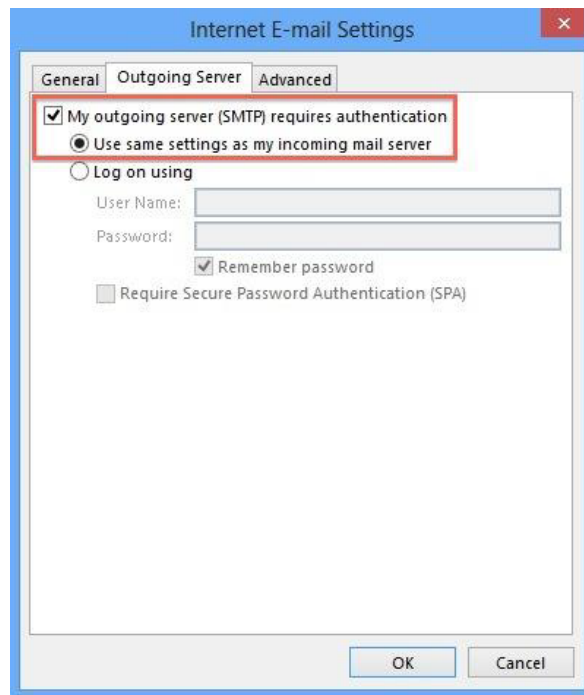 Internet E-mail Settings
General Outgoing Server Advanced
My outgoing server (SMTP) requires authentication
Use same settings as my incoming mail server
Log on using
User Name:
Password:
Remember password
Require Secure Password Authentication (SPA)
OK Cancel